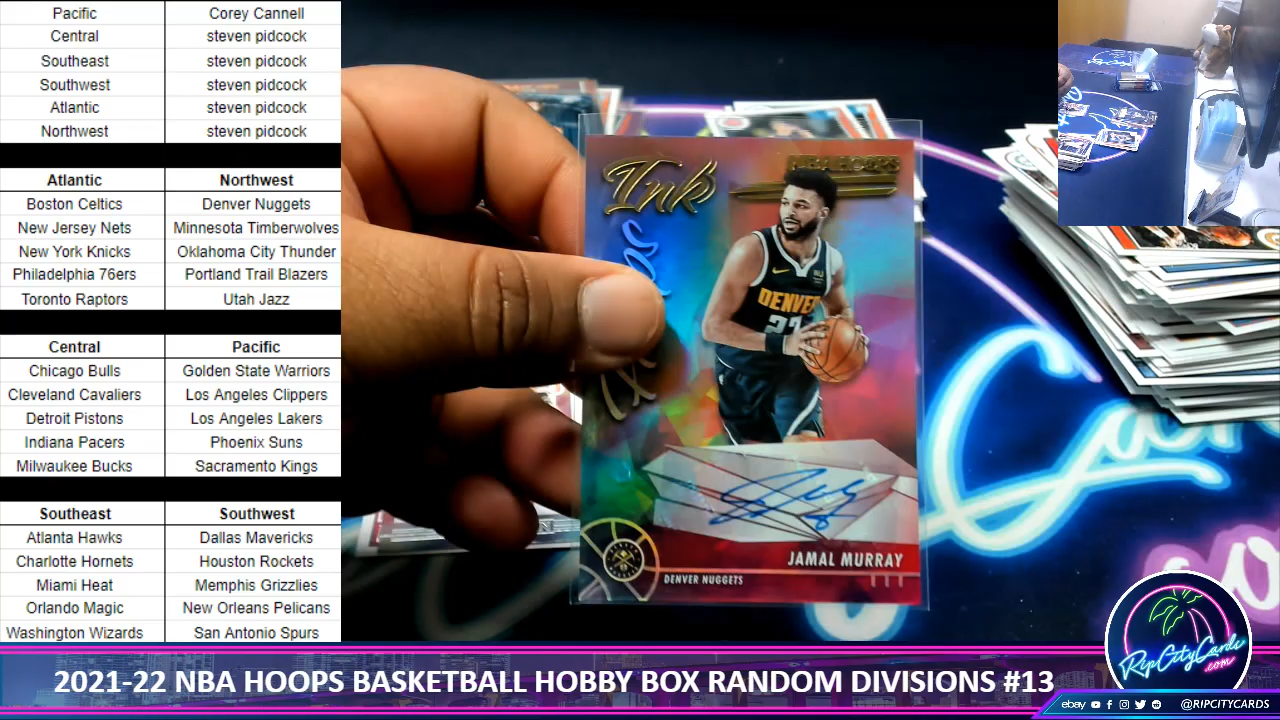 Pacific Corey Cannell
Central steven pidcock
Southeast steven pidcock
Southwest steven pidcock
Atlantic steven pidcock
Northwest steven pidcock
Atlantic Northwest
Boston Celtics Denver Nuggets
New Jersey Nets Minnesota Timberwolves
New York Knicks Oklahoma City Thunder
Philadelphia 76ers Portland Trail Blazers
Toronto Raptors Utah Jazz
Central Pacific
Chicago Bulls Golden State Warriors
Cleveland Cavaliers Los Angeles Clippers
Detroit Pistons Los Angeles Lakers
Indiana Pacers Phoenix Suns
Milwaukee Bucks Sacramento Kings
Southeast Southwest
Atlanta Hawks Dallas Mavericks
Charlotte Hornets Houston Rockets
Miami Heat Memphis Grizzlies
Orlando Magic New Orleans Pelicans
Washington Wizards San Antonio Spurs
Ink
NBA HOOPS
DENVER
JAMAL MURRAY
DENVER NUGGETS
RipCityCards
.com
2021-22 NBA HOOPS BASKETBALL HOBBY BOX RANDOM DIVISIONS #13
ebay @RIPCITYCARDS